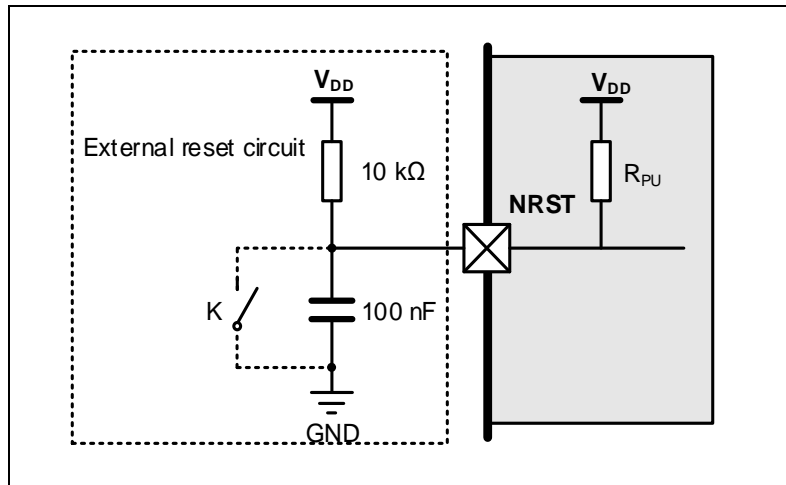 V_DD
V_DD
External reset circuit
10 kΩ
R_PU
NRST
K
100 nF
GND